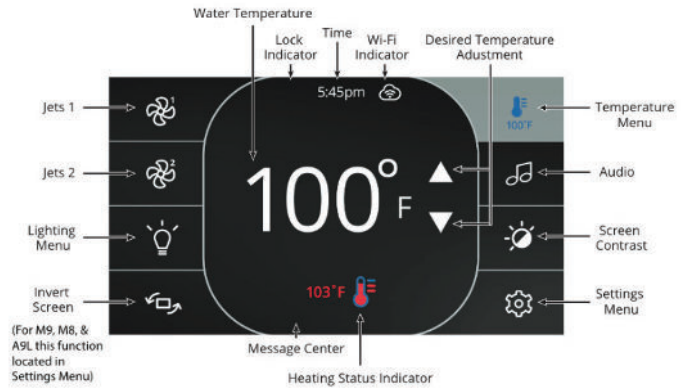 Water Temperature
Lock
Indicator
Time
Wi-Fi
Indicator
Desired Temperature
Adustment
5:45pm
Jets 1
1
100°F
Temperature
Menu
Jets 2
2
100°F
Audio
Lighting
Menu
Screen
Contrast
Invert
Screen
103°F
Settings
Menu
(For M9, M8, &
A9L this function
located in
Settings Menu)
Message Center
Heating Status Indicator